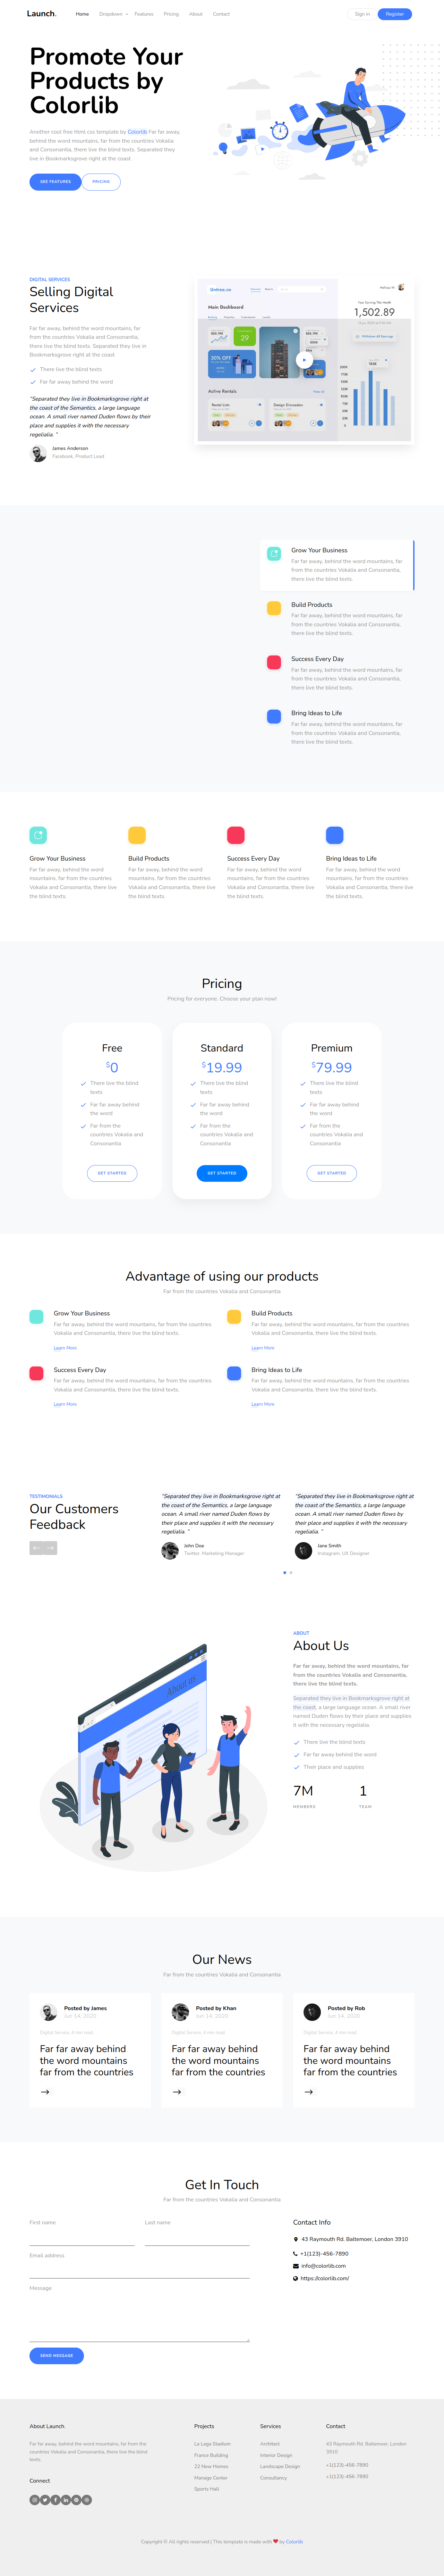 Launch.
Home Dropdown Features Pricing About Contact
Sign in Register
Promote Your
Products by
Colorlib
Another cool free html css template by Colorlib Far far away,
behind the word mountains, far from the countries Vokalia
and Consonantia, there live the blind texts. Separated they
live in Bookmarksgrove right at the coast
SEE FEATURES PRICING
DIGITAL SERVICES
Selling Digital
Services
Far far away, behind the word mountains, far
from the countries Vokalia and Consonantia,
there live the blind texts. Separated they live in
Bookmarksgrove right at the coast
There live the blind texts
Far far away behind the word
"Separated they live in Bookmarksgrove right at
the coast of the Semantics, a large language
ocean. A small river named Duden flows by their
place and supplies it with the necessary
regelialia. "
James Anderson
Facebook, Product Lead
Untree.co
Main Dashboard
24
29
30% OFF
Active Rentals
Rental Lists
Design Discussion
1,502.89
Withdraw All Earnings
Grow Your Business
Far far away, behind the word mountains, far
from the countries Vokalia and Consonantia,
there live the blind texts.
Build Products
Far far away, behind the word mountains, far
from the countries Vokalia and Consonantia,
there live the blind texts.
Success Every Day
Far far away, behind the word mountains, far
from the countries Vokalia and Consonantia,
there live the blind texts.
Bring Ideas to Life
Far far away, behind the word mountains, far
from the countries Vokalia and Consonantia,
there live the blind texts.
Grow Your Business
Far far away, behind the word
mountains, far from the countries
Vokalia and Consonantia, there live
the blind texts.
Build Products
Far far away, behind the word
mountains, far from the countries
Vokalia and Consonantia, there live
the blind texts.
Success Every Day
Far far away, behind the word
mountains, far from the countries
Vokalia and Consonantia, there live
the blind texts.
Bring Ideas to Life
Far far away, behind the word
mountains, far from the countries
Vokalia and Consonantia, there live
the blind texts.
Pricing
Pricing for everyone. Choose your plan now!
Free
$0
There live the blind
texts
Far far away behind
the word
Far from the
countries Vokalia and
Consonantia
GET STARTED
Standard
$19.99
There live the blind
texts
Far far away behind
the word
Far from the
countries Vokalia and
Consonantia
GET STARTED
Premium
$79.99
There live the blind
texts
Far far away behind
the word
Far from the
countries Vokalia and
Consonantia
GET STARTED
Advantage of using our products
Far from the countries Vokalia and Consonantia
Grow Your Business
Far far away, behind the word mountains, far from the countries
Vokalia and Consonantia, there live the blind texts.
Learn More
Build Products
Far far away, behind the word mountains, far from the countries
Vokalia and Consonantia, there live the blind texts.
Learn More
Success Every Day
Far far away, behind the word mountains, far from the countries
Vokalia and Consonantia, there live the blind texts.
Learn More
Bring Ideas to Life
Far far away, behind the word mountains, far from the countries
Vokalia and Consonantia, there live the blind texts.
Learn More
TESTIMONIALS
Our Customers
Feedback
"Separated they live in Bookmarksgrove right at
the coast of the Semantics, a large language
ocean. A small river named Duden flows by
their place and supplies it with the necessary
regelialia. "
John Doe
Twitter, Marketing Manager
"Separated they live in Bookmarksgrove right at
the coast of the Semantics, a large language
ocean. A small river named Duden flows by
their place and supplies it with the necessary
regelialia. "
Jane Smith
Instagram, UX Designer
About us
ABOUT
About Us
Far far away, behind the word mountains, far
from the countries Vokalia and Consonantia,
there live the blind texts.
Separated they live in Bookmarksgrove right at
the coast, a large language ocean. A small river
named Duden flows by their place and supplies
it with the necessary regelialia.
There live the blind texts
Far far away behind the word
Their place and supplies
7M
MEMBERS
1
TEAM
Our News
Far from the countries Vokalia and Consonantia
Posted by James
Jun 14, 2020
Digital Service, 4 min read
Far far away behind
the word mountains
far from the countries
Posted by Khan
Jun 14, 2020
Digital Service, 4 min read
Far far away behind
the word mountains
far from the countries
Posted by Rob
Jun 14, 2020
Digital Service, 4 min read
Far far away behind
the word mountains
far from the countries
Get In Touch
Far from the countries Vokalia and Consonantia
First name
Last name
Email address
Message
SEND MESSAGE
Contact Info
43 Raymouth Rd. Baltemoer, London 3910
+1(123)-456-7890
info@colorlib.com
https://colorlib.com/
About Launch.
Far far away, behind the word mountains, far from the
countries Vokalia and Consonantia, there live the blind
texts.
Connect
Projects
La Lega Stadium
France Building
22 New Homes
Manage Center
Sports Hall
Services
Architect
Interior Design
Landscape Design
Consultancy
Contact
43 Raymouth Rd. Baltemoer, London
3910
+1(123)-456-7890
+1(123)-456-7890
Copyright © All rights reserved | This template is made with by Colorlib